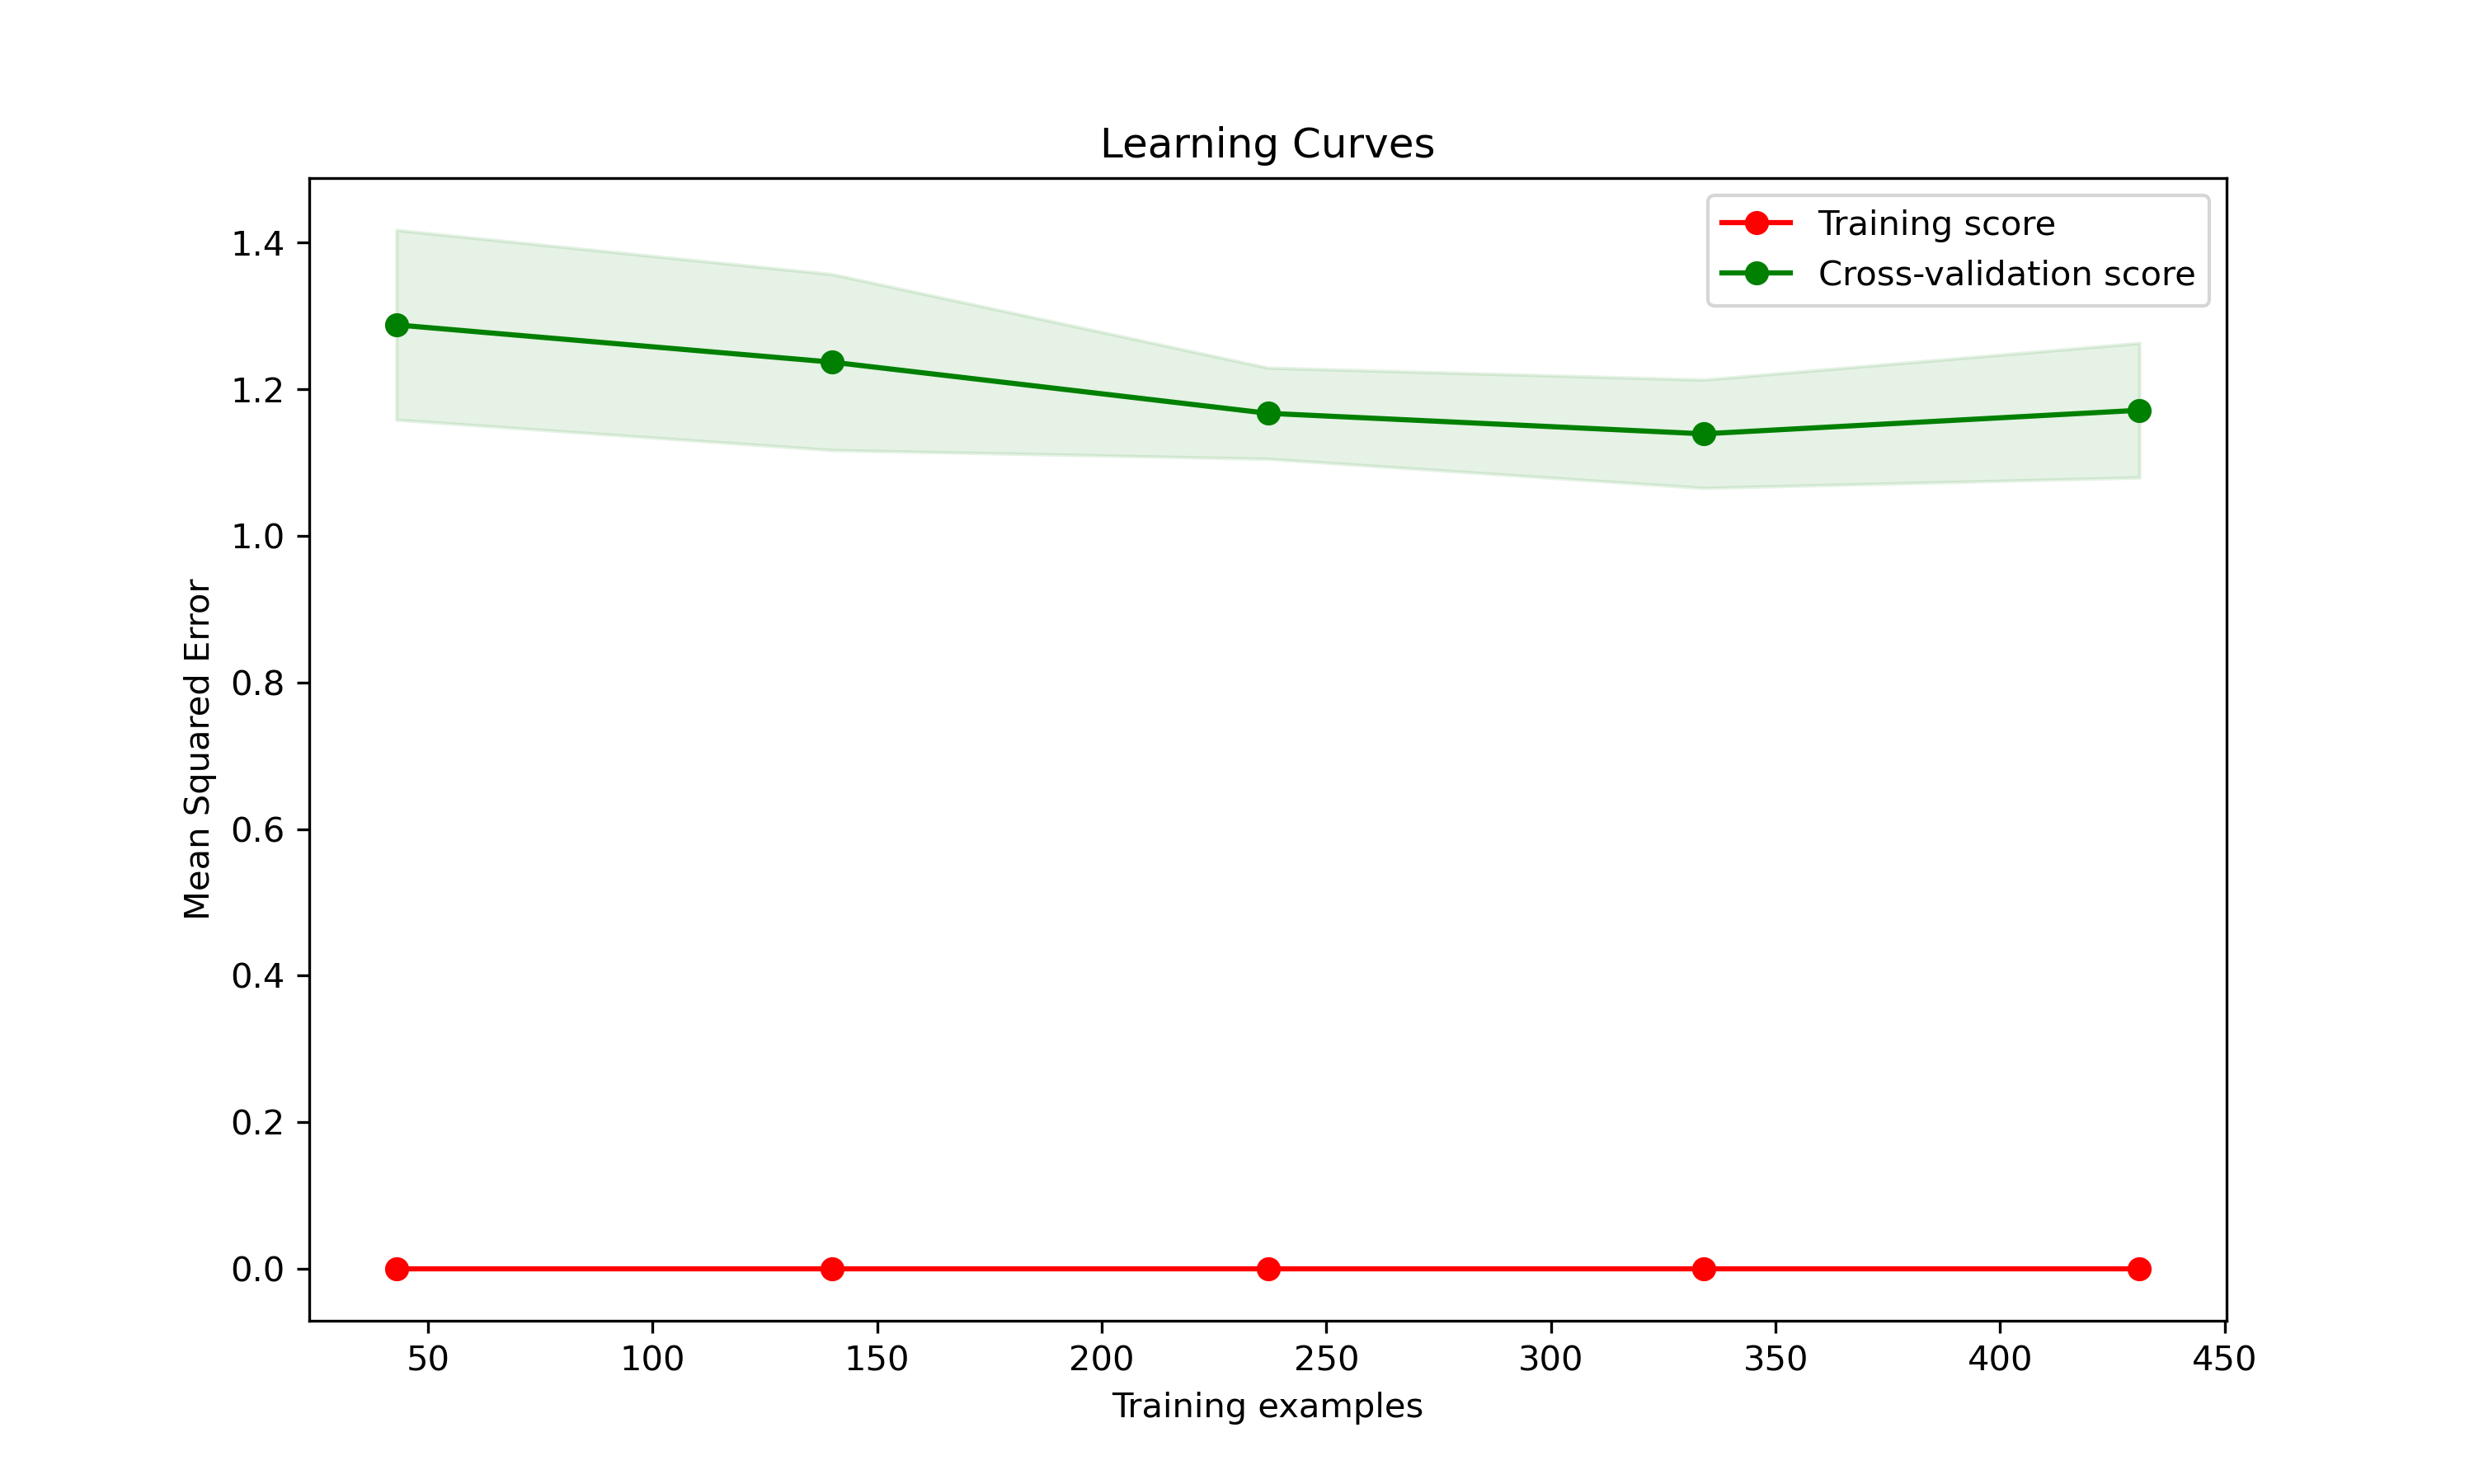 Learning Curves
Training score
Cross-validation score
Mean Squared Error
1.4
1.2
1.0
0.8
0.6
0.4
0.2
0.0
50 100 150 200 250 300 350 400 450
Training examples